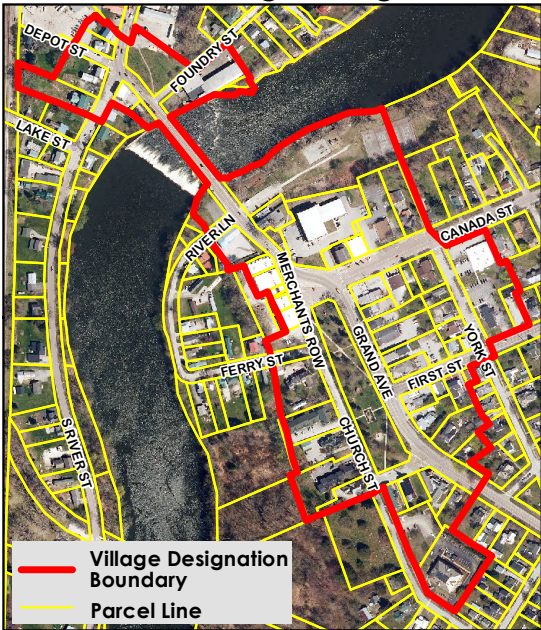 DEPOT ST
FOUNDRY ST
LAKE ST
RIVER LN
CANADA ST
MERCHANTS ROW
GRAND AVE
YORK ST
FERRY ST
FIRST ST
S RIVER ST
CHURCH ST
Village Designation
Boundary
Parcel Line